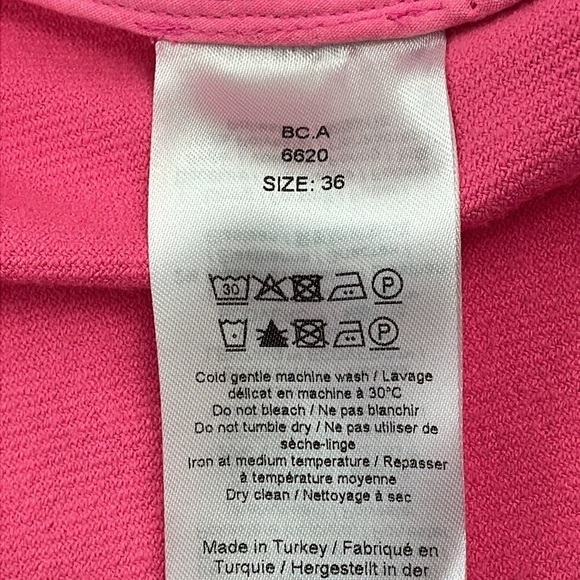 BC.A
6620
SIZE: 36
30 P
P
Cold gentle machine wash / Lavage
délicat en machine à 30°C
Do not bleach / Ne pas blanchir
Do not tumble dry / Ne pas utiliser de
sèche-linge
Iron at medium temperature / Repasser
à température moyenne
Dry clean / Nettoyage à sec
Made in Turkey / Fabriqué en
Turquie / Hergestellt in der